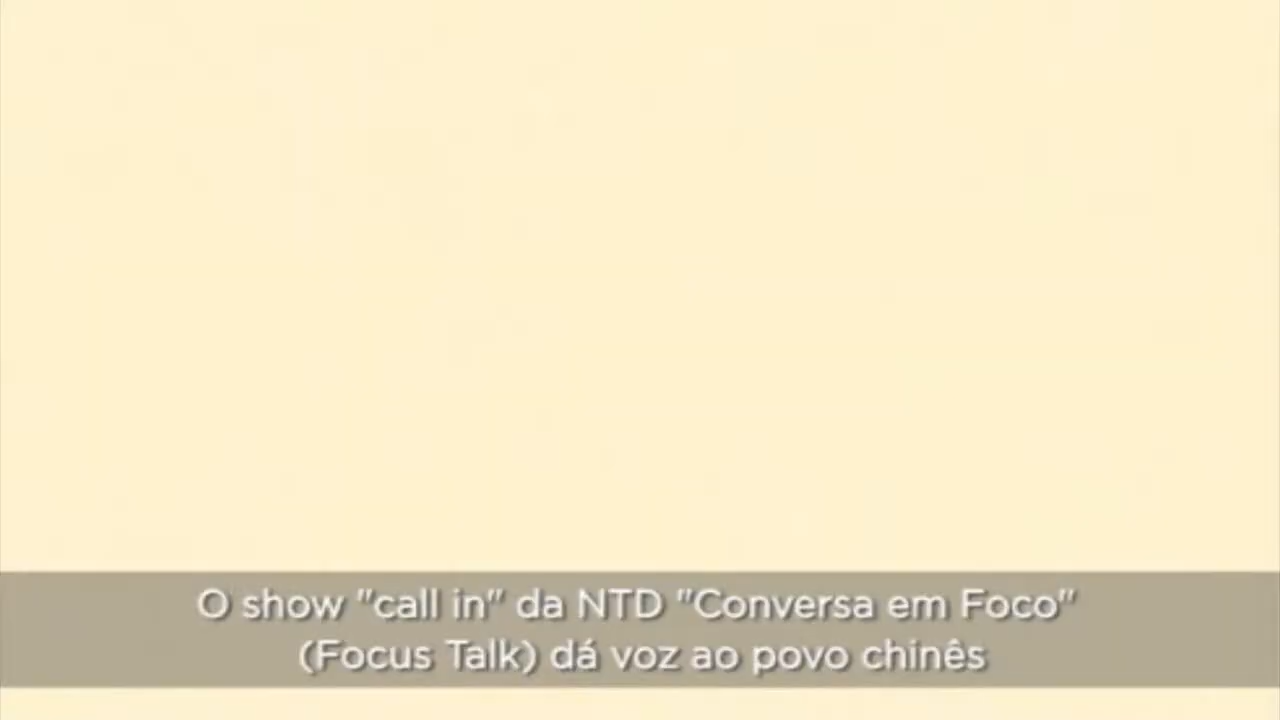 O show "call in" da NTD "Conversa em Foco"
(Focus Talk) dá voz ao povo chinês